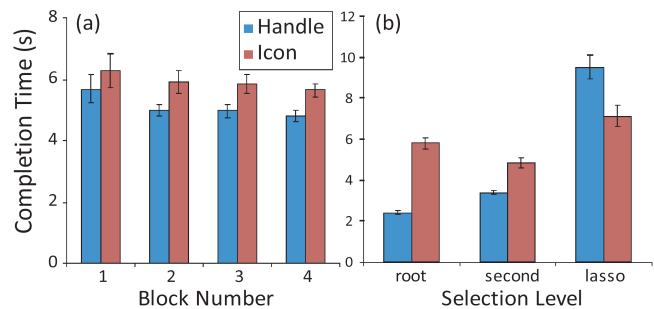 (a)
Handle
Icon
Completion Time (s)
8
6
4
2
0
1 2 3 4
Block Number
(b)
12
10
8
6
4
2
0
root second lasso
Selection Level